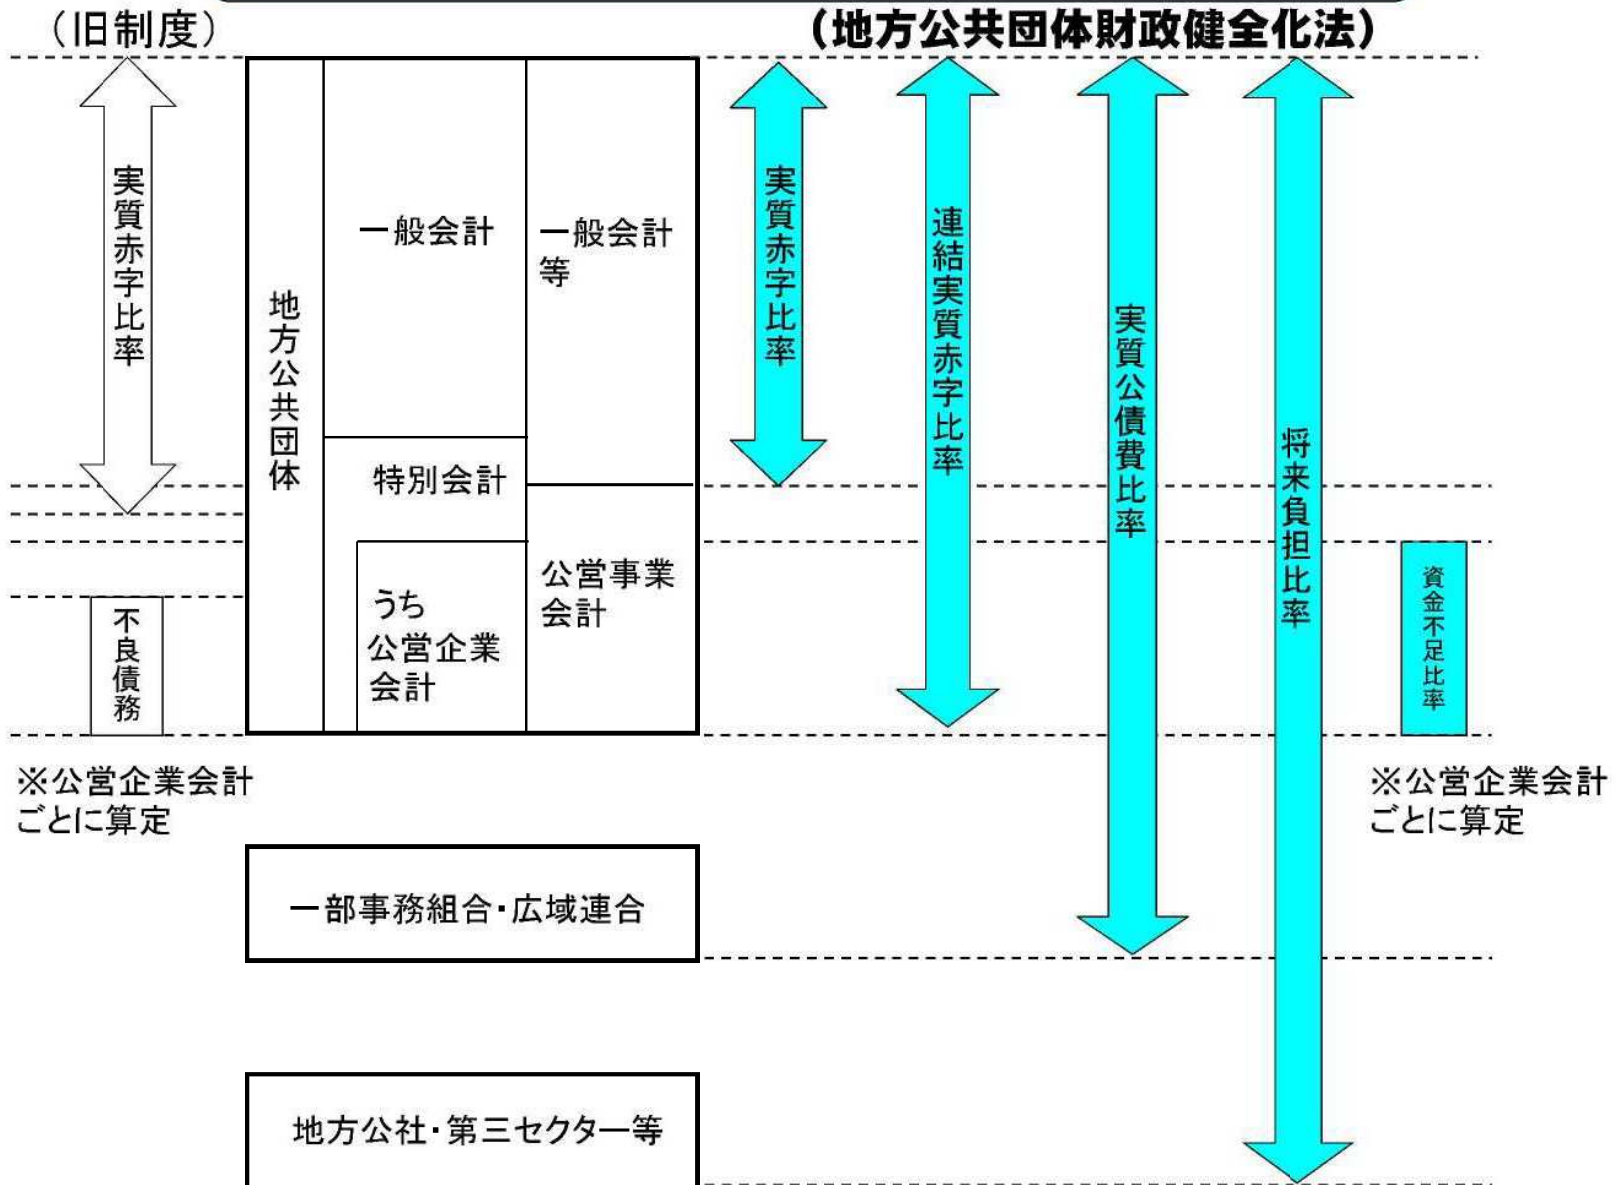 （旧制度）
（地方公共団体財政健全化法）
実質赤字比率
不良債務
※公営企業会計
ごとに算定
地方公共団体
一般会計
特別会計
うち
公営企業
会計
一般会計
等
公営事業
会計
実質赤字比率
連結実質赤字比率
実質公債費比率
将来負担比率
資金不足比率
※公営企業会計
ごとに算定
一部事務組合・広域連合
地方公社・第三セクター等